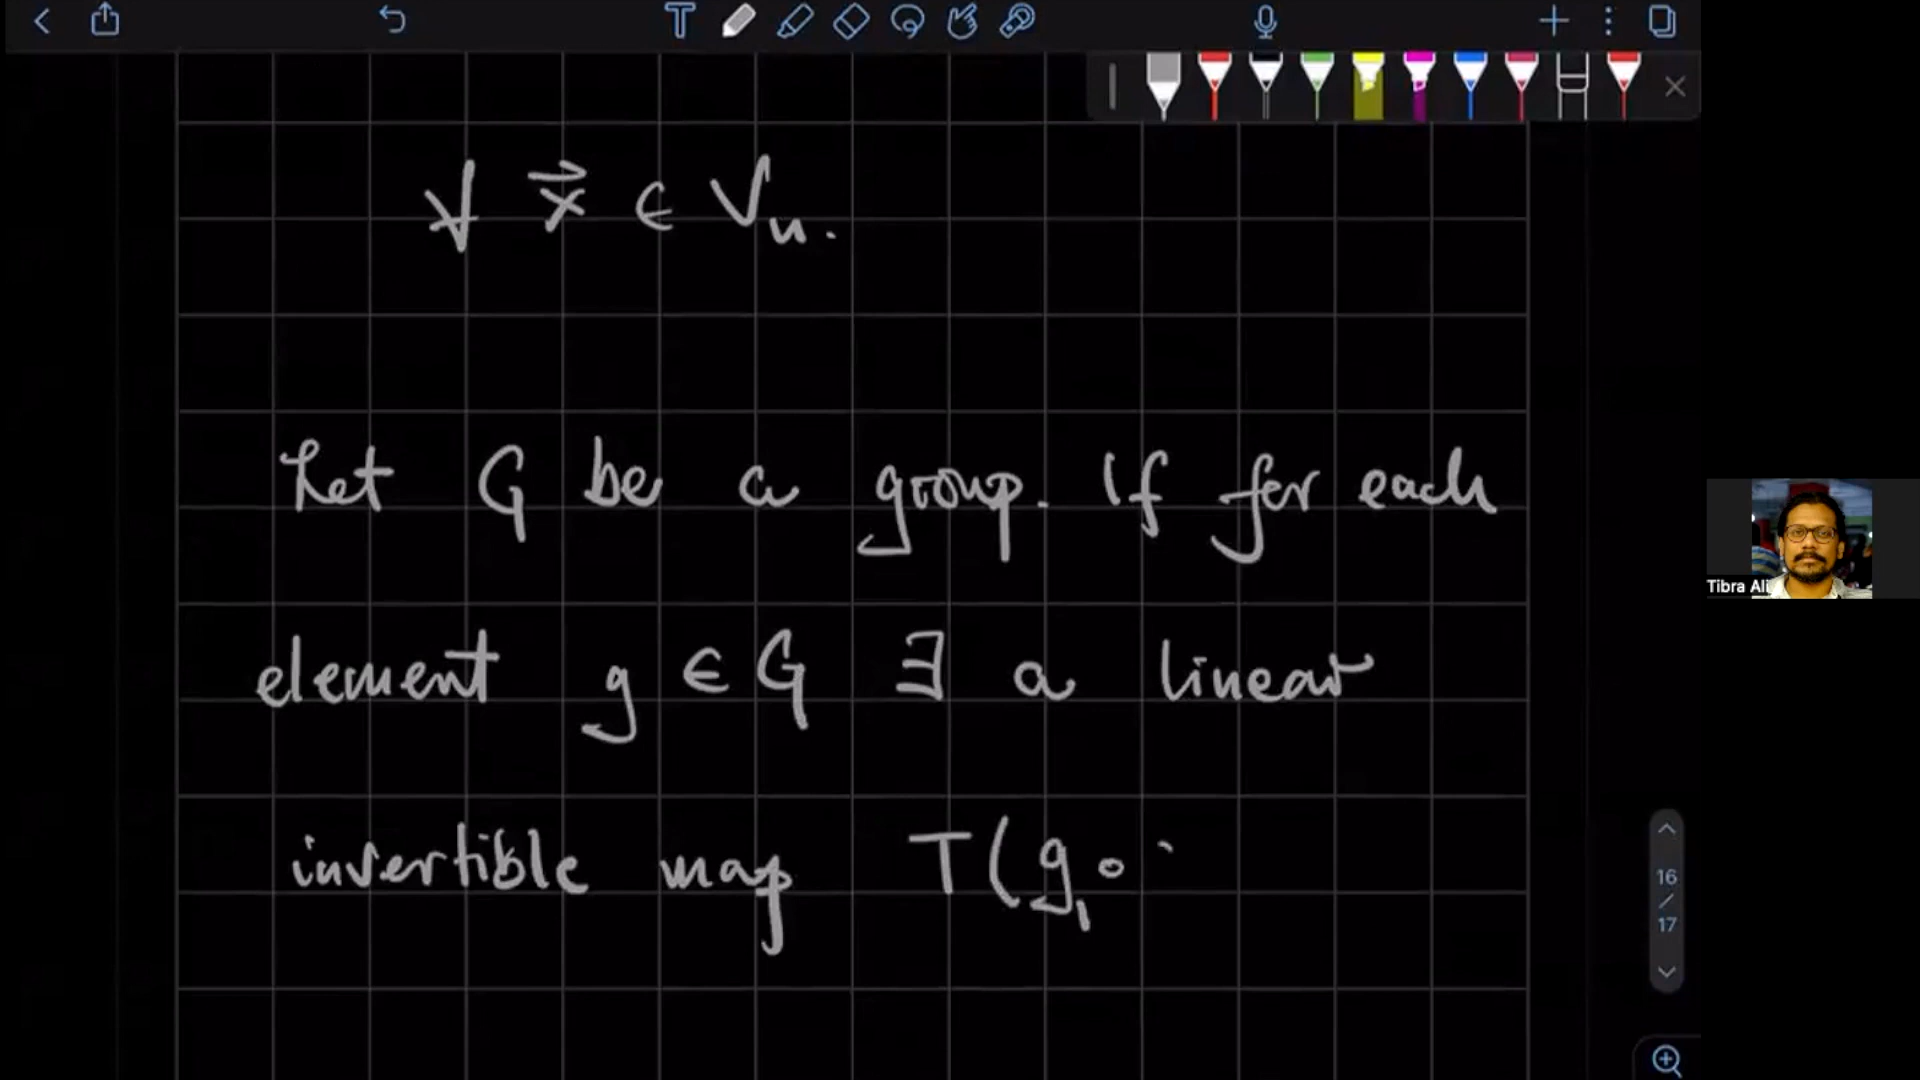 ∀ x⃗ ∈ Vn.
Let G be a group. If for each
element g ∈ G ∃ a linear
invertible map T(g₁ ∘
Tibra Ali
16
/
17